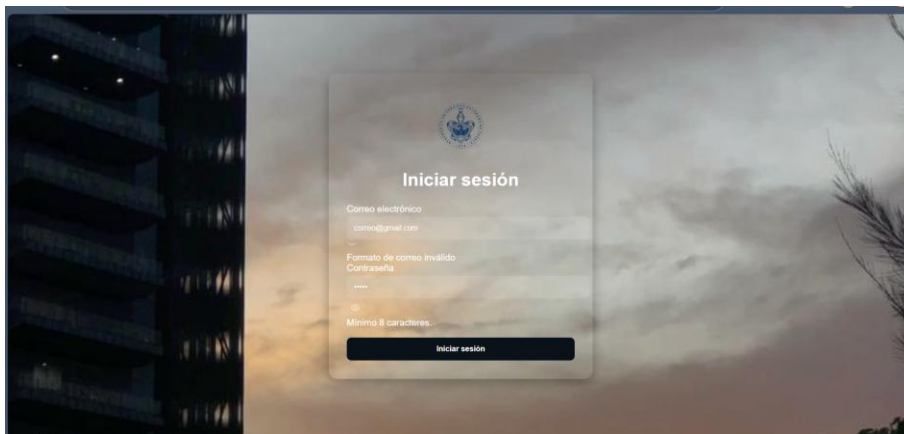 Iniciar sesión
Correo electrónico
correo@gmail.com
Formato de correo inválido
Contraseña
•••••
Mínimo 8 caracteres.
Iniciar sesión